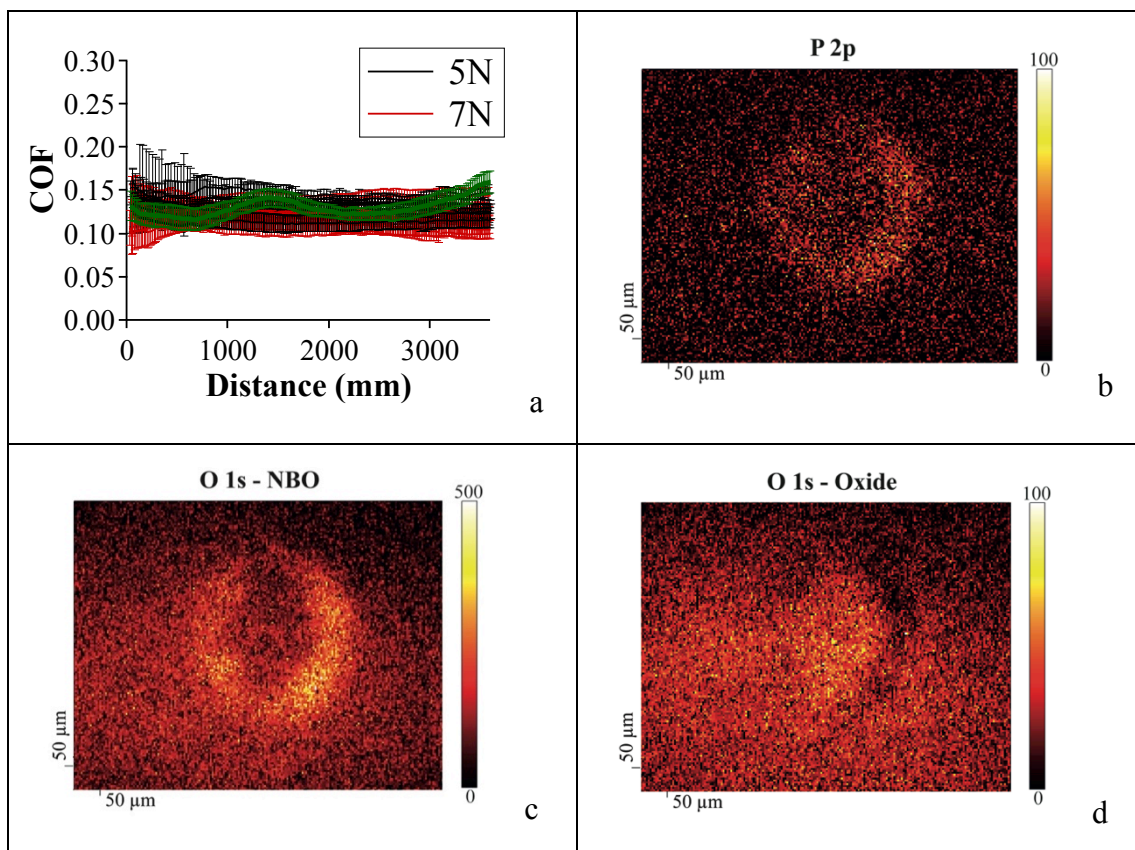 0.30
0.25
0.20
0.15
0.10
0.05
0.00
COF
5N
7N
0 1000 2000 3000
Distance (mm)
a
P 2p
100
0
50 µm
50 µm
b
O 1s - NBO
500
0
50 µm
50 µm
c
O 1s - Oxide
100
0
50 µm
50 µm
d